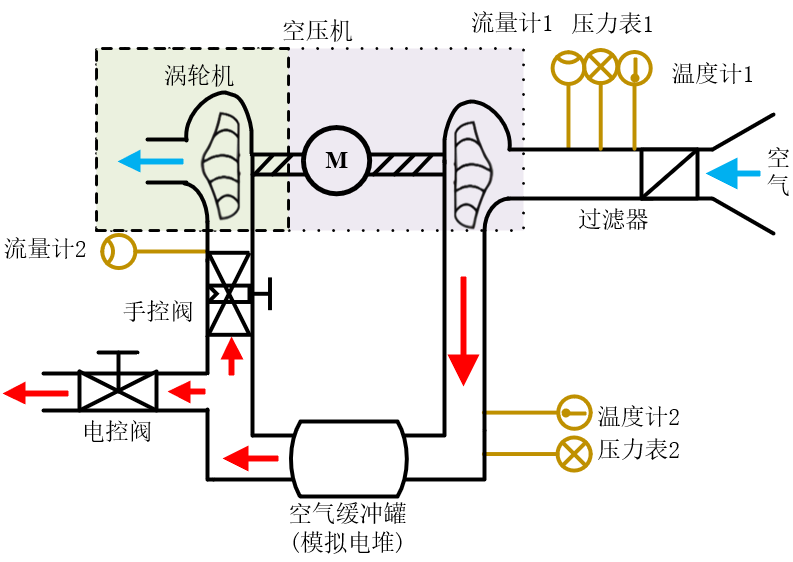 流量计1 压力表1
空压机
温度计1
涡轮机
M
空
气
过滤器
流量计2
手控阀
电控阀
温度计2
压力表2
空气缓冲罐
(模拟电堆)